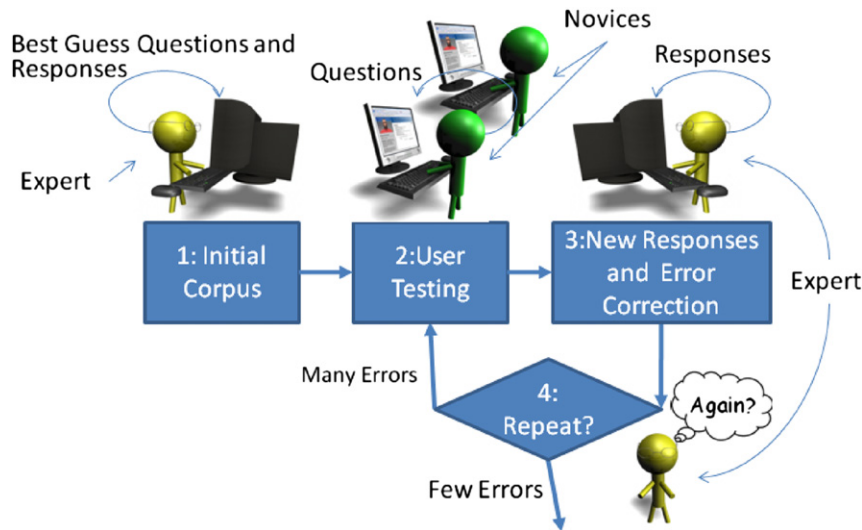 Best Guess Questions and
Responses
Expert
Questions
Novices
Responses
1: Initial
Corpus
2:User
Testing
3:New Responses
and Error
Correction
Expert
Many Errors
4:
Repeat?
Again?
Few Errors